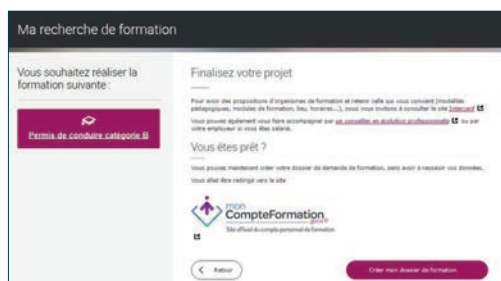 Ma recherche de formation
Vous souhaitez réaliser la
formation suivante :
Permis de conduire catégorie B
Finalisez votre projet
Pour avoir des propositions d'organismes de formation et retenir celle qui vous convient (modalités
pédagogiques, modules de formation, lieu, horaires...), nous vous invitons à consulter le site Intercarif
Vous pouvez également vous faire accompagner par un conseiller en évolution professionnelle ou par
votre employeur si vous êtes salarié.
Vous êtes prêt ?
Vous pouvez maintenant créer votre dossier de demande de formation, sans avoir à ressaisir vos données.
Vous allez être redirigé vers le site
mon
CompteFormation
.gouv.fr
Site officiel du compte personnel de formation
Retour
Créer mon dossier de formation